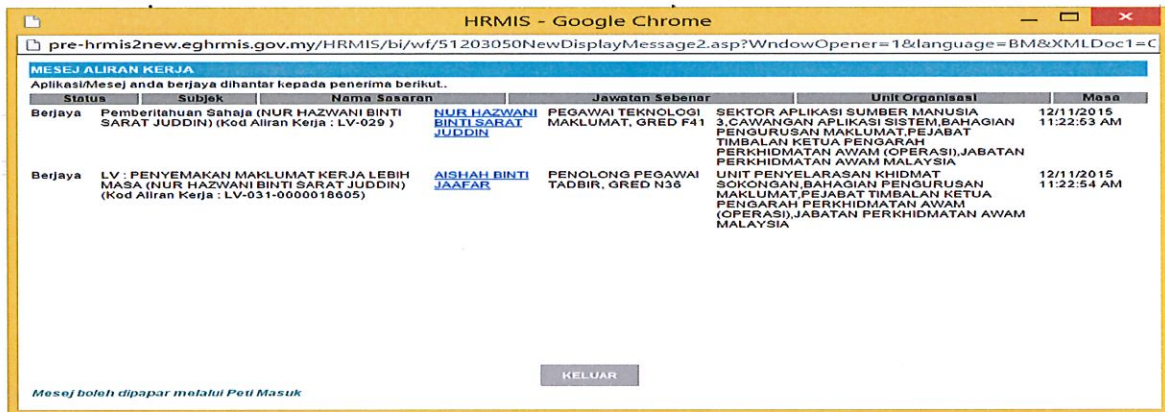 HRMIS - Google Chrome
pre-hrmis2new.eghrmis.gov.my/HRMIS/bi/wf/51203050NewDisplayMessage2.asp?WndowOpener=1&language=BM&XMLDoc1=C
MESEJ ALIRAN KERJA
Aplikasi/Mesej anda berjaya dihantar kepada penerima berikut..
Status Subjek Nama Sasaran Jawatan Sebenar Unit Organisasi Masa
Berjaya Pemberitahuan Sahaja (NUR HAZWANI BINTI NUR HAZWANI PEGAWAI TEKNOLOGI SEKTOR APLIKASI SUMBER MANUSIA 12/11/2015
SARAT JUDDIN) (Kod Aliran Kerja : LV-029 ) BINTI SARAT MAKLUMAT, GRED F41 3,CAWANGAN APLIKASI SISTEM,BAHAGIAN 11:22:53 AM
JUDDIN PENGURUSAN MAKLUMAT,PEJABAT
TIMBALAN KETUA PENGARAH
PERKHIDMATAN AWAM (OPERASI),JABATAN
PERKHIDMATAN AWAM MALAYSIA
Berjaya LV : PENYEMAKAN MAKLUMAT KERJA LEBIH AISHAH BINTI PENOLONG PEGAWAI UNIT PENYELARASAN KHIDMAT 12/11/2015
MASA (NUR HAZWANI BINTI SARAT JUDDIN) JAAFAR TADBIR, GRED N36 SOKONGAN,BAHAGIAN PENGURUSAN 11:22:54 AM
(Kod Aliran Kerja : LV-031-0000018605) MAKLUMAT,PEJABAT TIMBALAN KETUA
PENGARAH PERKHIDMATAN AWAM
(OPERASI),JABATAN PERKHIDMATAN AWAM
MALAYSIA
KELUAR
Mesej boleh dipapar melalui Peti Masuk